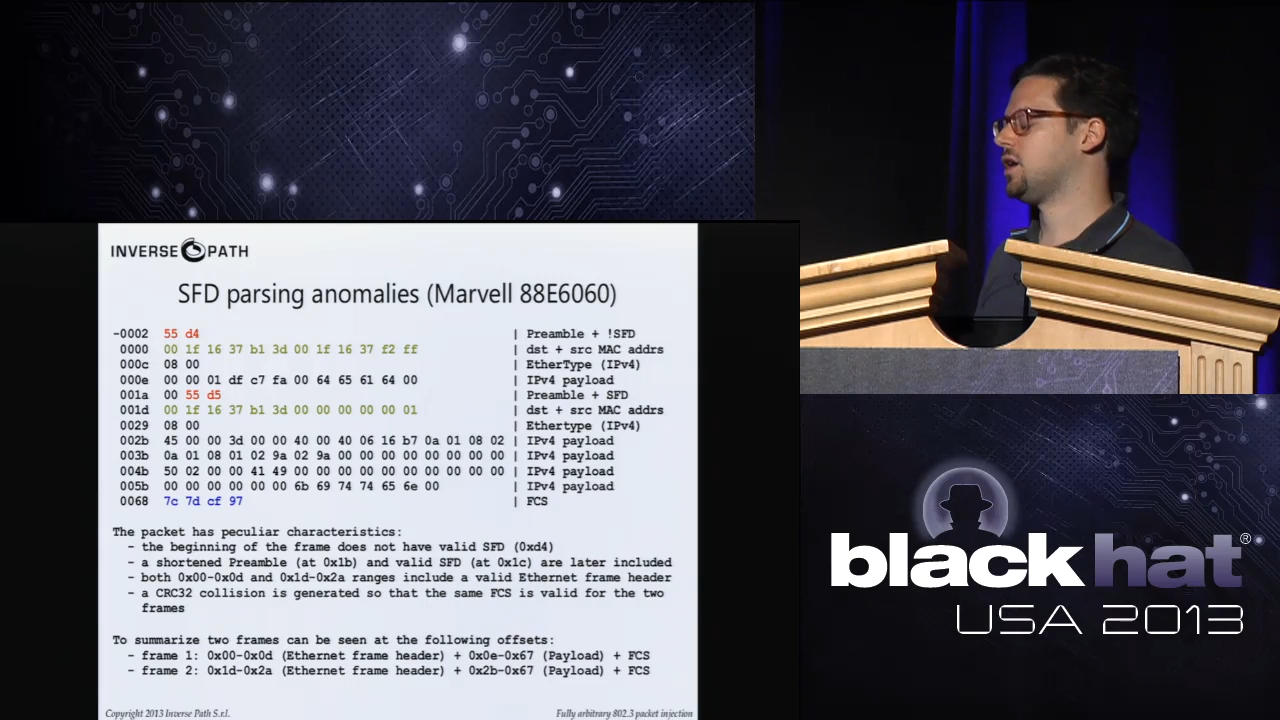 INVERSE PATH
SFD parsing anomalies (Marvell 88E6060)
-0002 55 d4 | Preamble + !SFD
0000 00 1f 16 37 b1 3d 00 1f 16 37 f2 ff | dst + src MAC addrs
000c 08 00 | EtherType (IPv4)
000e 00 00 01 df c7 fa 00 64 65 61 64 00 | IPv4 payload
001a 00 55 d5 | Preamble + SFD
001d 00 1f 16 37 b1 3d 00 00 00 00 00 01 | dst + src MAC addrs
0029 08 00 | Ethertype (IPv4)
002b 45 00 00 3d 00 00 40 00 40 06 16 b7 0a 01 08 02 | IPv4 payload
003b 0a 01 08 01 02 9a 02 9a 00 00 00 00 00 00 00 00 | IPv4 payload
004b 50 02 00 00 41 49 00 00 00 00 00 00 00 00 00 00 | IPv4 payload
005b 00 00 00 00 00 00 6b 69 74 74 65 6e 00 | IPv4 payload
0068 7c 7d cf 97 | FCS
The packet has peculiar characteristics:
- the beginning of the frame does not have valid SFD (0xd4)
- a shortened Preamble (at 0x1b) and valid SFD (at 0x1c) are later included
- both 0x00-0x0d and 0x1d-0x2a ranges include a valid Ethernet frame header
- a CRC32 collision is generated so that the same FCS is valid for the two
frames
To summarize two frames can be seen at the following offsets:
- frame 1: 0x00-0x0d (Ethernet frame header) + 0x0e-0x67 (Payload) + FCS
- frame 2: 0x1d-0x2a (Ethernet frame header) + 0x2b-0x67 (Payload) + FCS
Copyright 2013 Inverse Path S.r.l.
Fully arbitrary 802.3 packet injection
black hat®
USA 2013